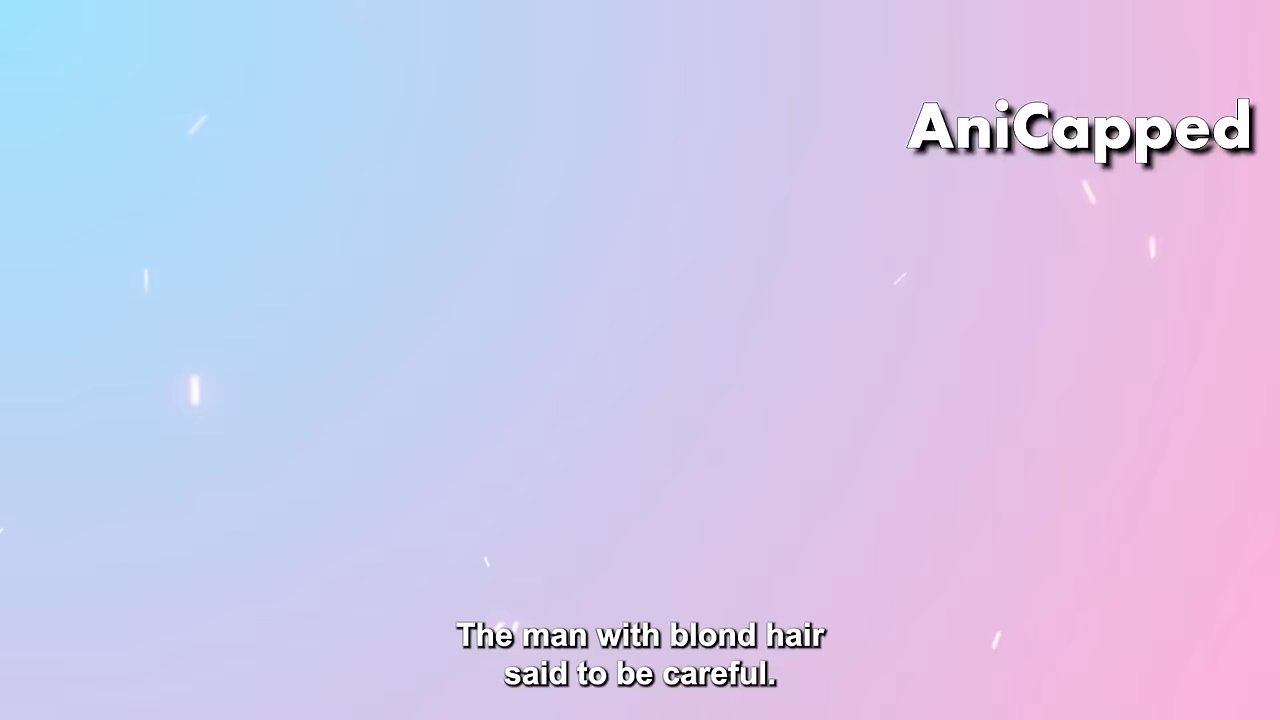 AniCapped
The man with blond hair
said to be careful.